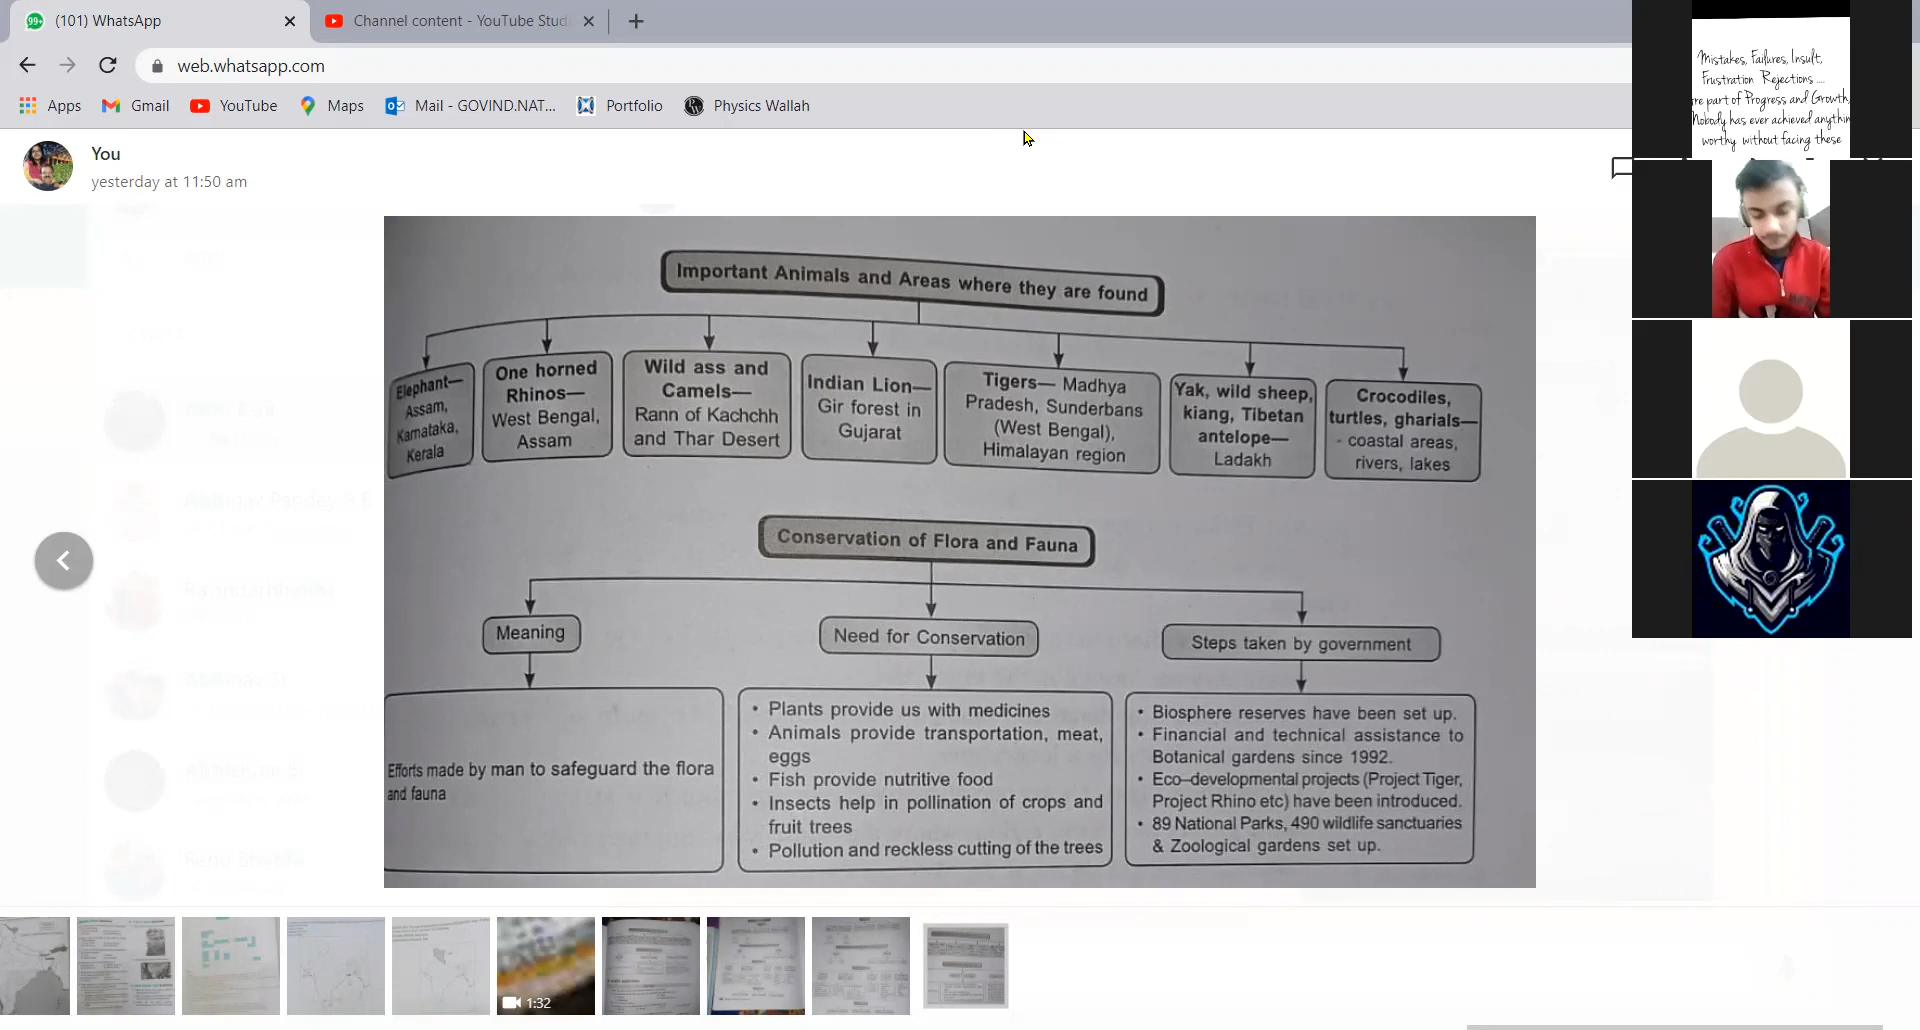 (101) WhatsApp
Channel content - YouTube Stud
web.whatsapp.com
Apps
Gmail
YouTube
Maps
Mail - GOVIND.NAT...
Portfolio
Physics Wallah
You
yesterday at 11:50 am
Mistakes, Failures, Insult,
Frustration Rejections ....
re part of Progress and Growth,
Nobody has ever achieved anythin
worthy without facing these
Important Animals and Areas where they are found
Elephant—
Assam,
Karnataka,
Kerala
One horned
Rhinos—
West Bengal,
Assam
Wild ass and
Camels—
Rann of Kachchh
and Thar Desert
Indian Lion—
Gir forest in
Gujarat
Tigers— Madhya
Pradesh, Sunderbans
(West Bengal),
Himalayan region
Yak, wild sheep,
kiang, Tibetan
antelope—
Ladakh
Crocodiles,
turtles, gharials—
- coastal areas,
rivers, lakes
Conservation of Flora and Fauna
Meaning
Need for Conservation
Steps taken by government
Efforts made by man to safeguard the flora
and fauna
• Plants provide us with medicines
• Animals provide transportation, meat,
eggs
• Fish provide nutritive food
• Insects help in pollination of crops and
fruit trees
• Pollution and reckless cutting of the trees
• Biosphere reserves have been set up.
• Financial and technical assistance to
Botanical gardens since 1992.
• Eco–developmental projects (Project Tiger,
Project Rhino etc) have been introduced.
• 89 National Parks, 490 wildlife sanctuaries
& Zoological gardens set up.
1:32